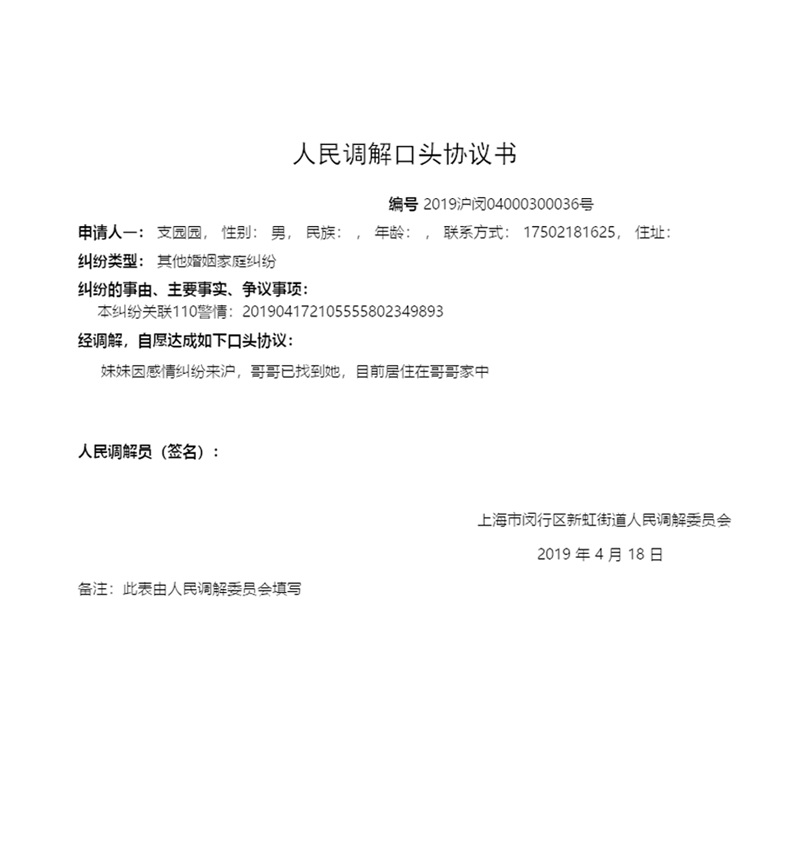 人民调解口头协议书
编号 2019沪闵04000300036号
申请人一： 支园园， 性别： 男， 民族： ， 年龄： ， 联系方式： 17502181625， 住址：
纠纷类型： 其他婚姻家庭纠纷
纠纷的事由、主要事实、争议事项：
本纠纷关联110警情：201904172105555802349893
经调解，自愿达成如下口头协议：
妹妹因感情纠纷来沪，哥哥已找到她，目前居住在哥哥家中
人民调解员（签名）：
上海市闵行区新虹街道人民调解委员会
2019 年 4 月 18 日
备注：此表由人民调解委员会填写